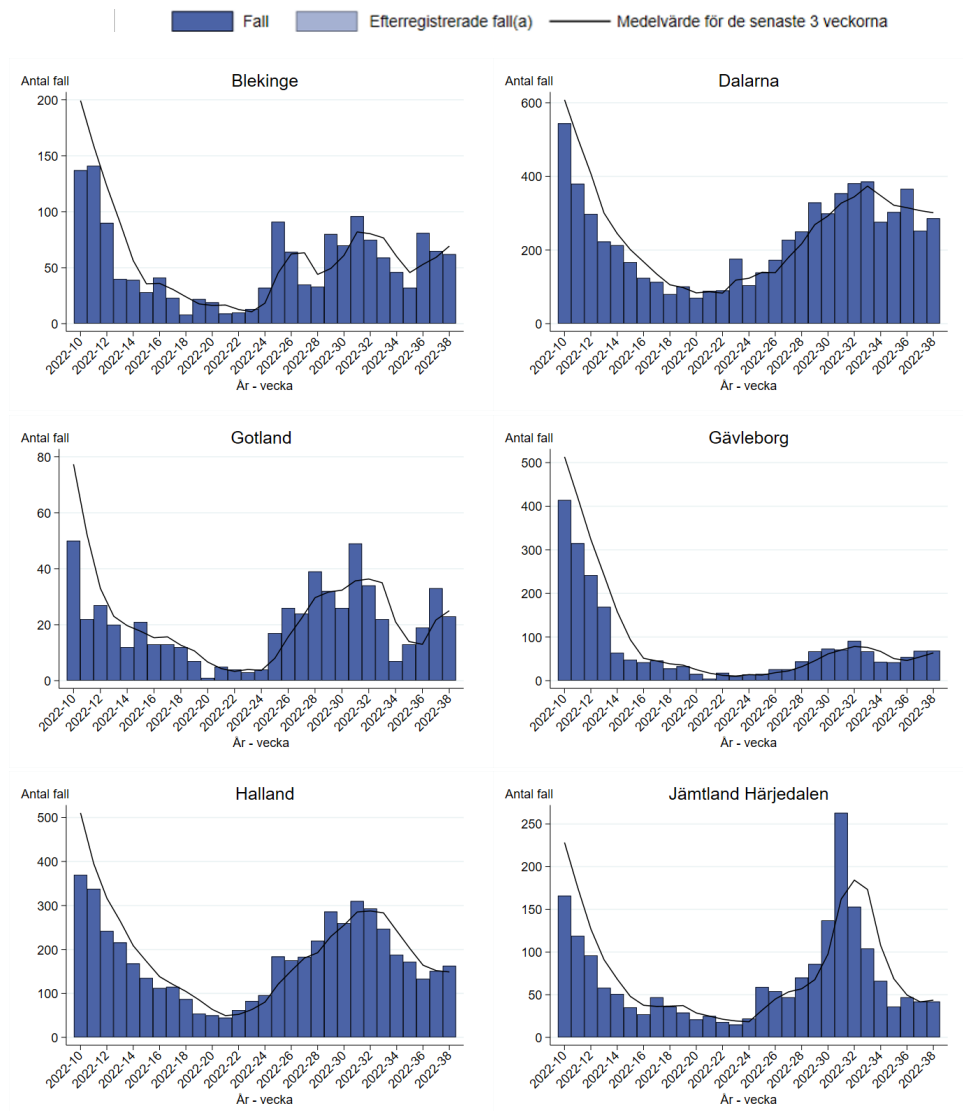 Fall Efterregistrerade fall(a) Medelvärde för de senaste 3 veckorna
Blekinge
Antal fall
200
150
100
50
0
2022-10 2022-12 2022-14 2022-16 2022-18 2022-20 2022-22 2022-24 2022-26 2022-28 2022-30 2022-32 2022-34 2022-36 2022-38
År - vecka
Dalarna
Antal fall
600
400
200
0
2022-10 2022-12 2022-14 2022-16 2022-18 2022-20 2022-22 2022-24 2022-26 2022-28 2022-30 2022-32 2022-34 2022-36 2022-38
År - vecka
Gotland
Antal fall
80
60
40
20
0
2022-10 2022-12 2022-14 2022-16 2022-18 2022-20 2022-22 2022-24 2022-26 2022-28 2022-30 2022-32 2022-34 2022-36 2022-38
År - vecka
Gävleborg
Antal fall
500
400
300
200
100
0
2022-10 2022-12 2022-14 2022-16 2022-18 2022-20 2022-22 2022-24 2022-26 2022-28 2022-30 2022-32 2022-34 2022-36 2022-38
År - vecka
Halland
Antal fall
500
400
300
200
100
0
2022-10 2022-12 2022-14 2022-16 2022-18 2022-20 2022-22 2022-24 2022-26 2022-28 2022-30 2022-32 2022-34 2022-36 2022-38
År - vecka
Jämtland Härjedalen
Antal fall
250
200
150
100
50
0
2022-10 2022-12 2022-14 2022-16 2022-18 2022-20 2022-22 2022-24 2022-26 2022-28 2022-30 2022-32 2022-34 2022-36 2022-38
År - vecka